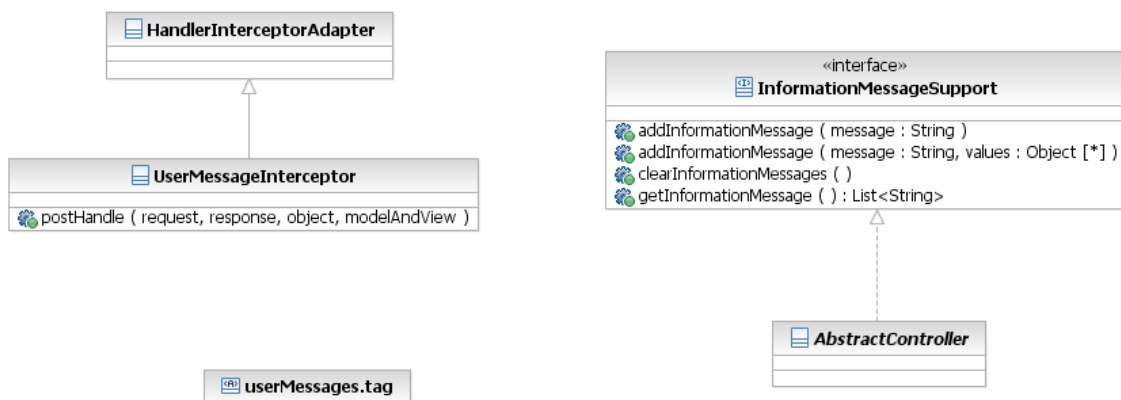 HandlerInterceptorAdapter
UserMessageInterceptor
postHandle ( request, response, object, modelAndView )
userMessages.tag
«interface»
InformationMessageSupport
addInformationMessage ( message : String )
addInformationMessage ( message : String, values : Object [*] )
clearInformationMessages ( )
getInformationMessage ( ) : List<String>
AbstractController